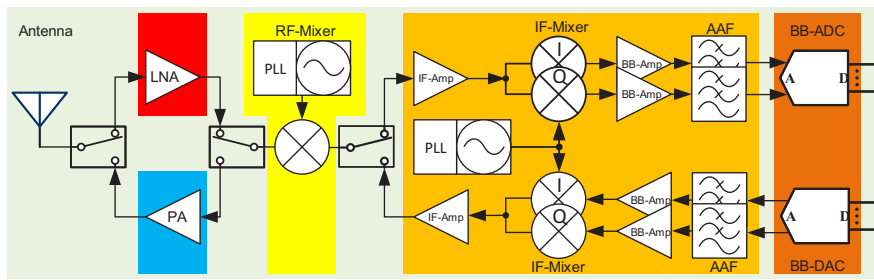 Antenna
LNA
PA
RF-Mixer
PLL
IF-Amp
IF-Mixer
I
Q
BB-Amp
BB-Amp
AAF
BB-ADC
A
D
PLL
IF-Amp
I
Q
IF-Mixer
BB-Amp
BB-Amp
AAF
A
D
BB-DAC